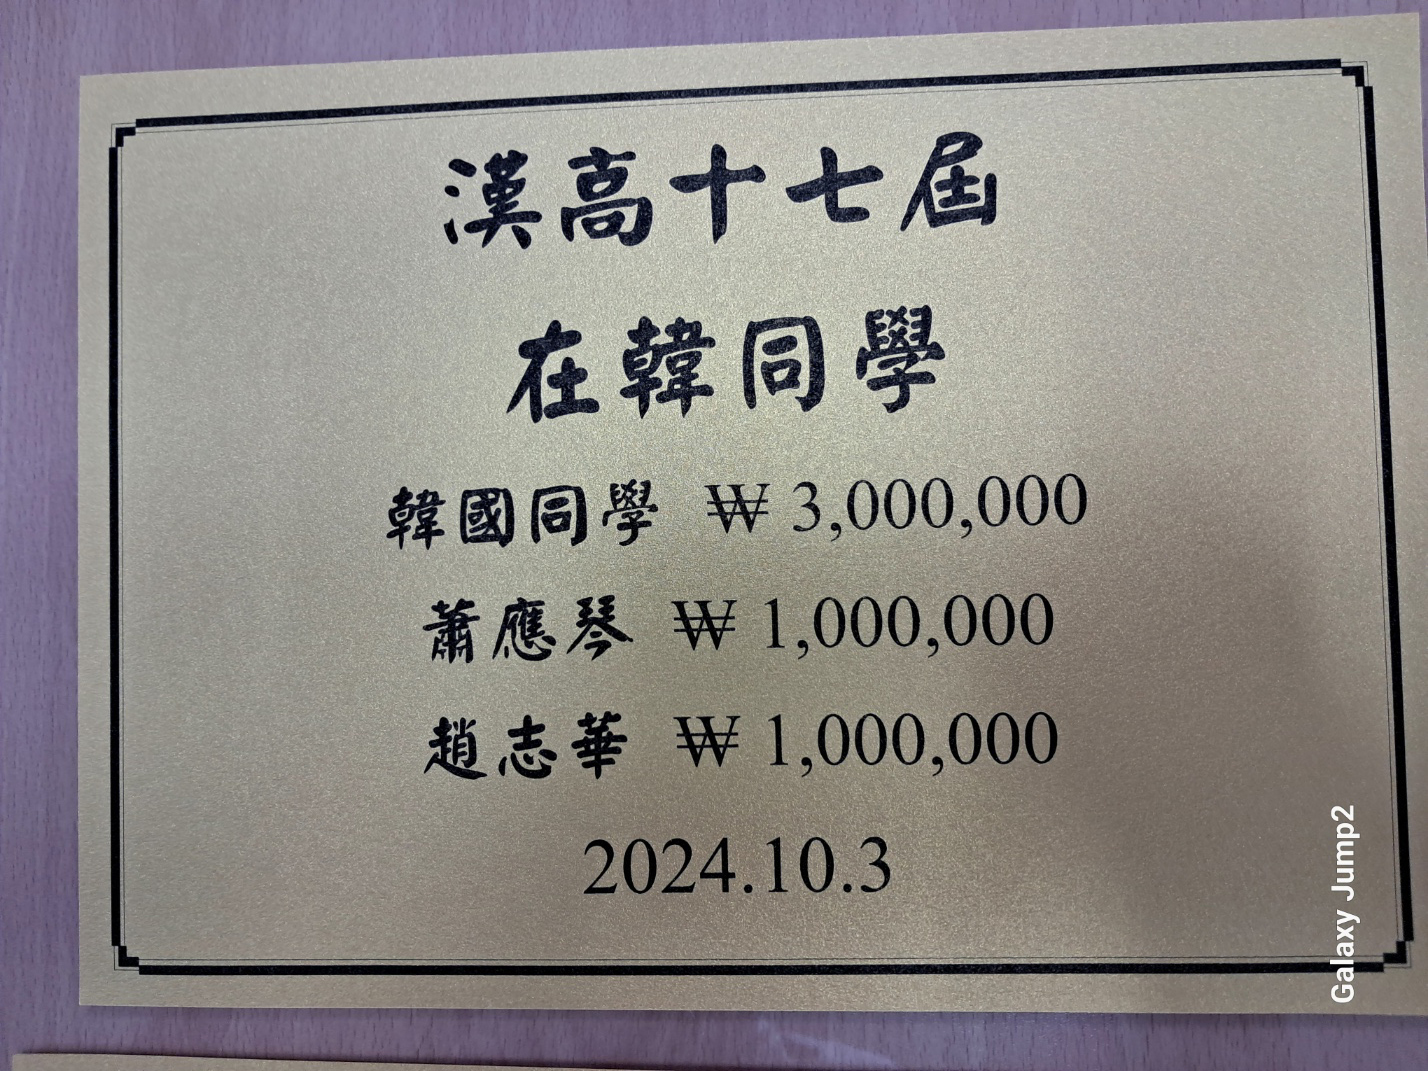 漢高十七屆
在韓同學
韓國同學 ₩ 3,000,000
蕭應琴 ₩ 1,000,000
趙志華 ₩ 1,000,000
2024.10.3
Galaxy Jump2